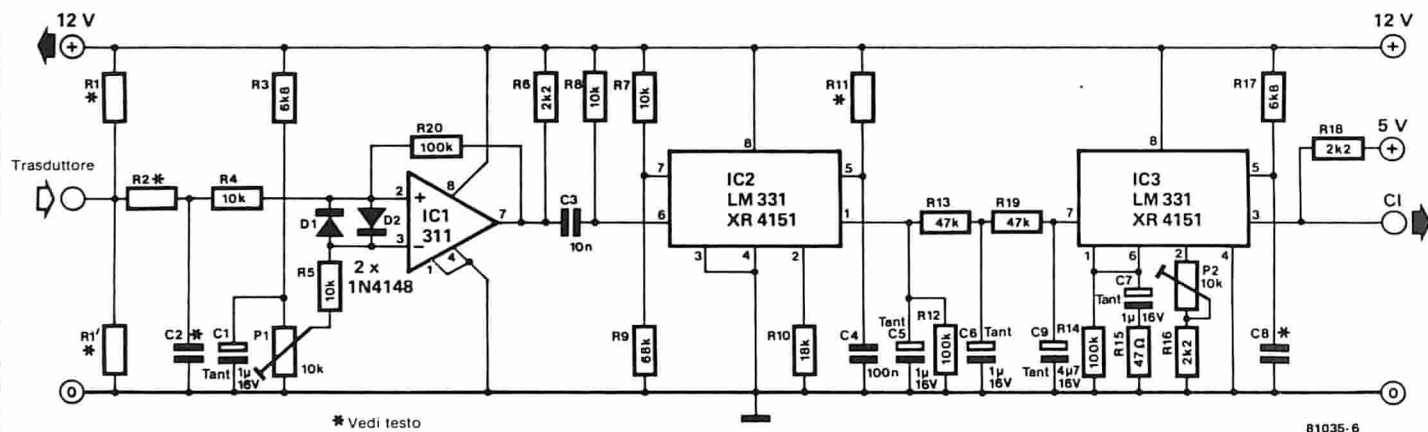 12 V
12 V
R1
*
R3
6k8
R6
2k2
R8
10k
R7
10k
R11
*
R17
6k8
R18
2k2
5 V
Trasduttore
R2*
R4
10k
R20
100k
D1
D2
2
3
8
7
1
4
+
−
IC1
311
R5
10k
2 x
1N4148
C3
10n
7
6
8
5
1
3
4
2
IC2
LM 331
XR 4151
R13
47k
R19
47k
7
8
5
3
1
6
2
4
IC3
LM 331
XR 4151
CI
R1'
*
C2
*
C1
Tant
1µ
16V
P1
10k
R9
68k
R10
18k
C4
100n
Tant
C5
1µ
16V
R12
100k
C6
Tant
1µ
16V
C9
Tant
4µ7
16V
R14
100k
C7
Tant
1µ 16V
R15
47Ω
P2
10k
R16
2k2
C8
*
0
0
* Vedi testo
81035-6